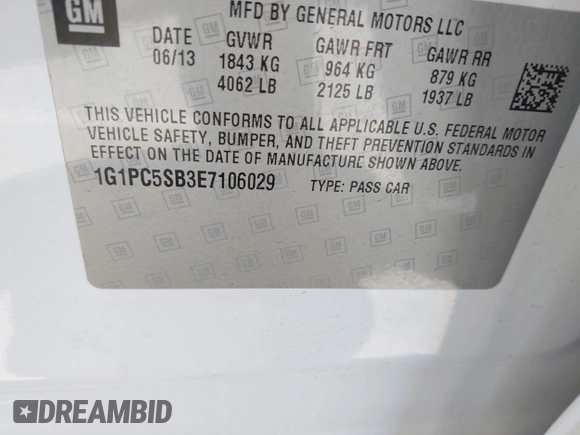 GM
MFD BY GENERAL MOTORS LLC
DATE GVWR GAWR FRT GAWR RR
06/13 1843 KG 964 KG 879 KG
4062 LB 2125 LB 1937 LB
THIS VEHICLE CONFORMS TO ALL APPLICABLE U.S. FEDERAL MOTOR
VEHICLE SAFETY, BUMPER, AND THEFT PREVENTION STANDARDS IN
EFFECT ON THE DATE OF MANUFACTURE SHOWN ABOVE.
1G1PC5SB3E7106029 TYPE: PASS CAR
DREAMBID